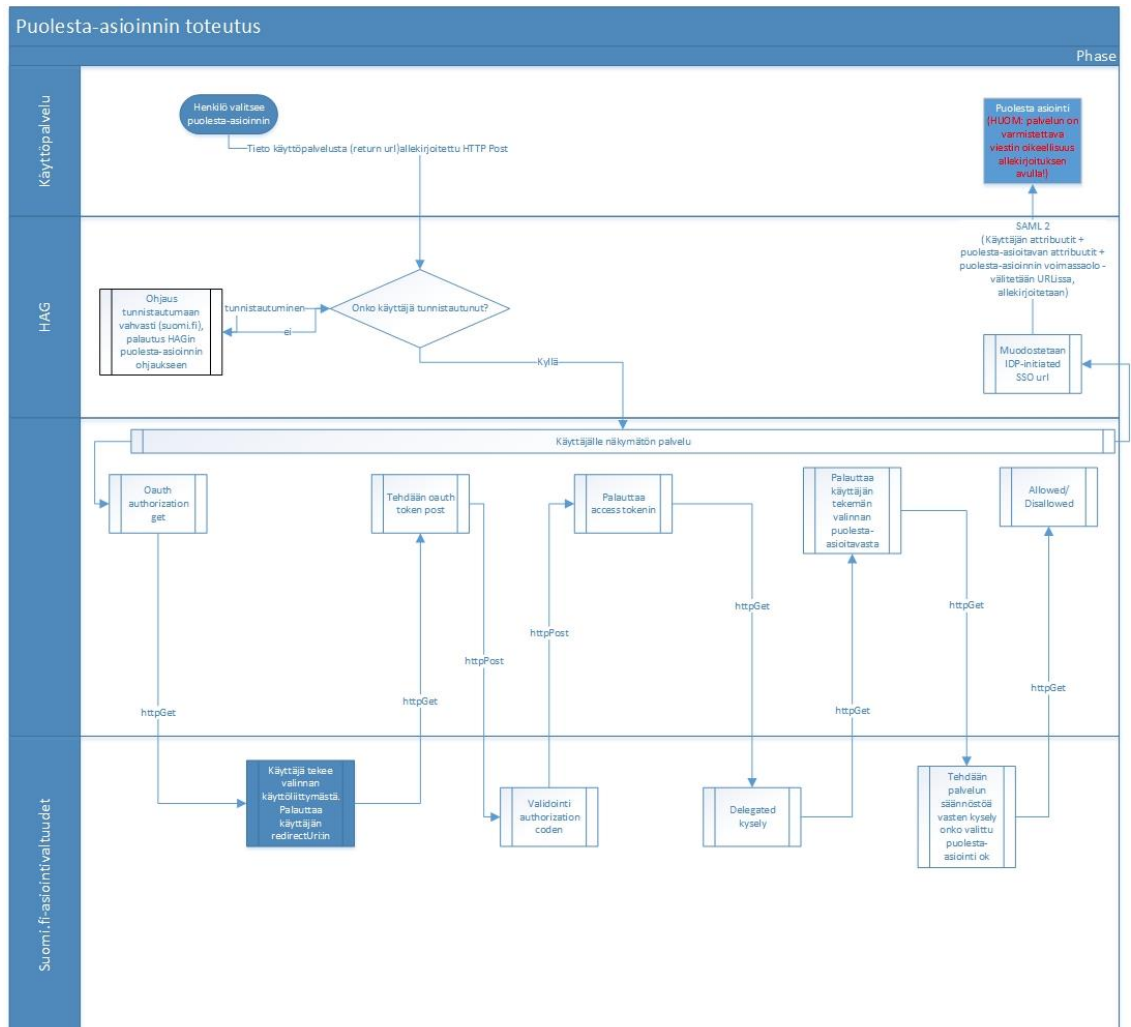 Puolesta-asioinnin toteutus
Phase
Käyttöpalvelu
Henkilö valitsee
puolesta-asioinnin
Tieto käyttöpalvelusta (return url)allekirjoitettu HTTP Post
Puolesta asiointi
(HUOM: palvelun on
varmistettava
viestin oikeellisuus
allekirjoituksen
avulla!)
HAG
SAML 2
(Käyttäjän attribuutit +
puolesta-asioitavan attribuutit +
puolesta-asioinnin voimassaolo -
välitetään URLissa,
allekirjoitetaan)
Ohjaus
tunnistautumaan
vahvasti (suomi.fi),
palautus HAGin
puolesta-asioinnin
ohjaukseen
tunnistautuminen
ei
Onko käyttäjä tunnistautunut?
Kyllä
Muodostetaan
IDP-initiated
SSO url
Käyttäjälle näkymätön palvelu
Oauth
authorization
get
Tehdään oauth
token post
Palauttaa
access tokenin
Palauttaa
käyttäjän
tekemän
valinnan
puolesta-
asioitavasta
Allowed/
Disallowed
httpGet
httpGet
httpPost
httpPost
httpGet
httpGet
httpGet
httpGet
Suomi.fi-asiointivaltuudet
Käyttäjä tekee
valinnan
käyttöliittymästä.
Palauttaa
käyttäjän
redirectUri:in
Validointi
authorization
coden
Delegated
kysely
Tehdään
palvelun
säännöstöä
vasten kysely
onko valittu
puolesta-
asiointi ok